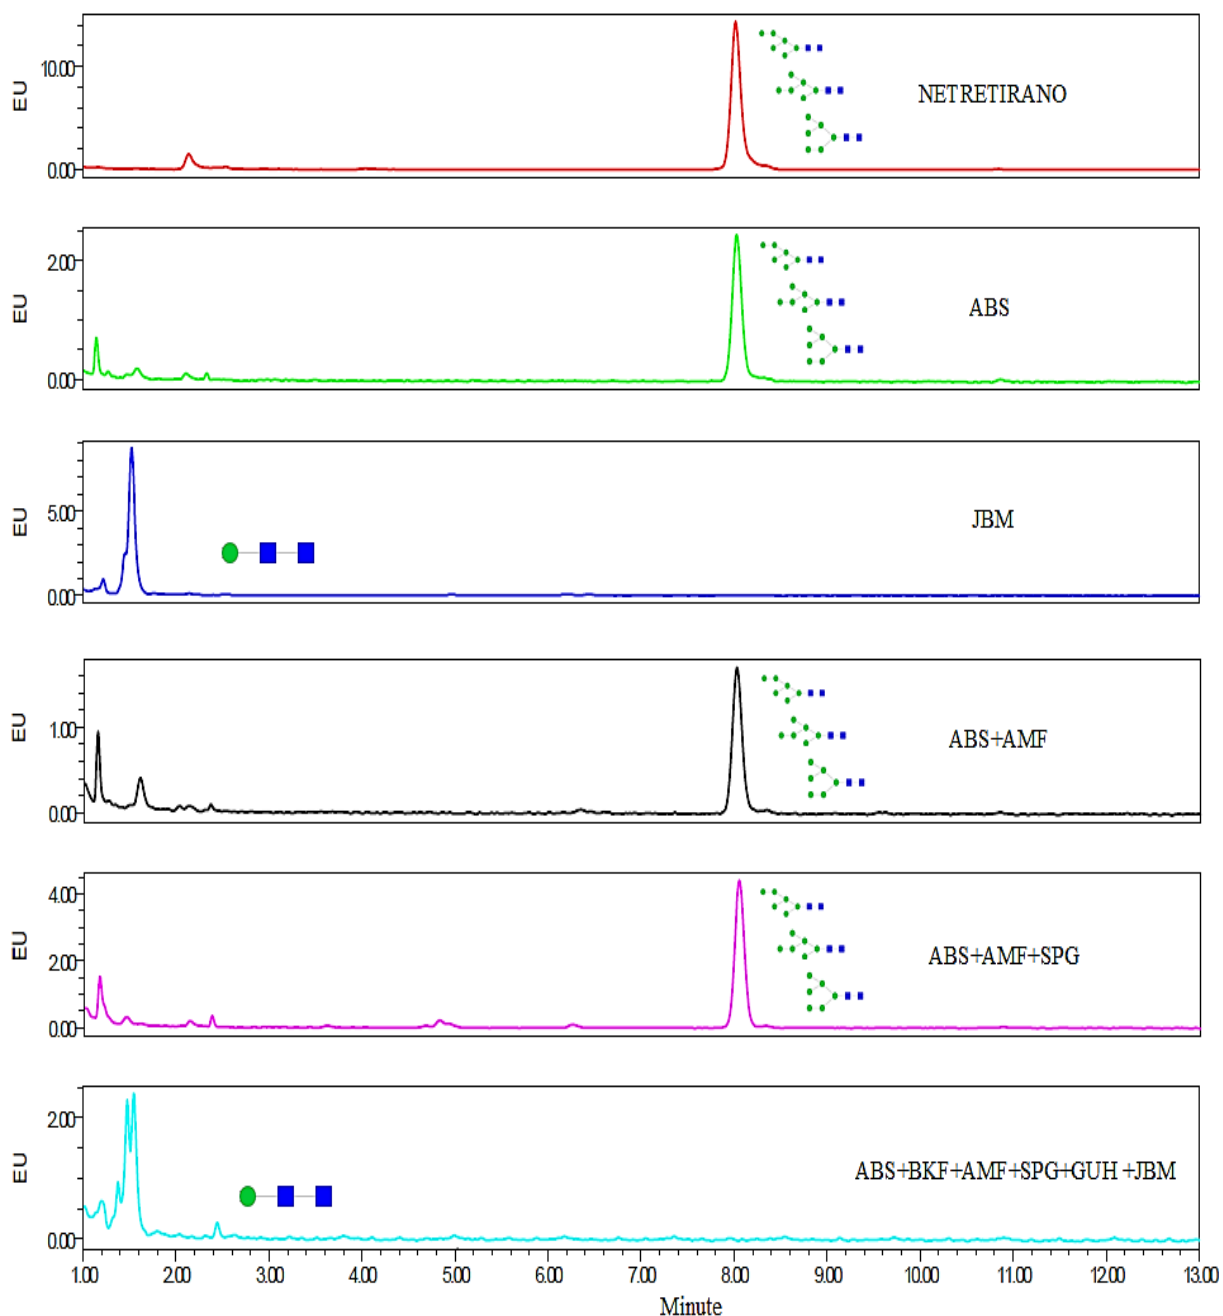 EU
10.00
0.00
NETRETIRANO
EU
2.00
0.00
ABS
EU
5.00
0.00
JBM
EU
1.00
0.00
ABS+AMF
EU
4.00
2.00
0.00
ABS+AMF+SPG
EU
2.00
0.00
ABS+BKF+AMF+SPG+GUH +JBM
1.00 2.00 3.00 4.00 5.00 6.00 7.00 8.00 9.00 10.00 11.00 12.00 13.00
Minute